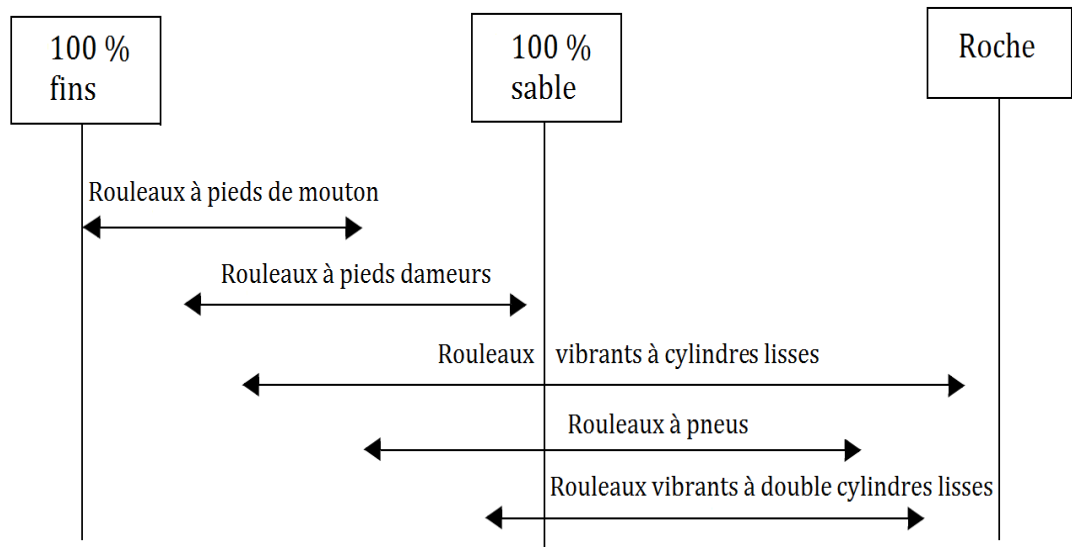 100 %
fins
100 %
sable
Roche
Rouleaux à pieds de mouton
Rouleaux à pieds dameurs
Rouleaux vibrants à cylindres lisses
Rouleaux à pneus
Rouleaux vibrants à double cylindres lisses